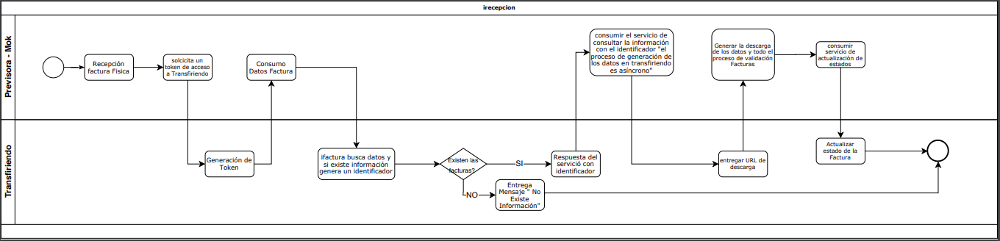 irecepcion
Previsora - Mok
Recepción
factura Fisica
solcicita un
token de acceso
a Transfiriendo
Consumo
Datos Factura
consumir el servicio de
consultar la información
con el identificador "el
proceso de generación de
los datos en transfiriendo
es asíncrono"
Generar la descarga
de los datos y todo el
proceso de validación
Facturas
consumir
servicio de
actualización de
estados
Transfiriendo
Generación de
Token
ifactura busca datos y
si existe información
genera un identificador
Existen las
facturas?
SI
Respuesta del
servició con
identificador
NO
Entrega
Mensaje " No
Existe
Información"
entregar URL de
descarga
Actualizar
estado de la
Factura